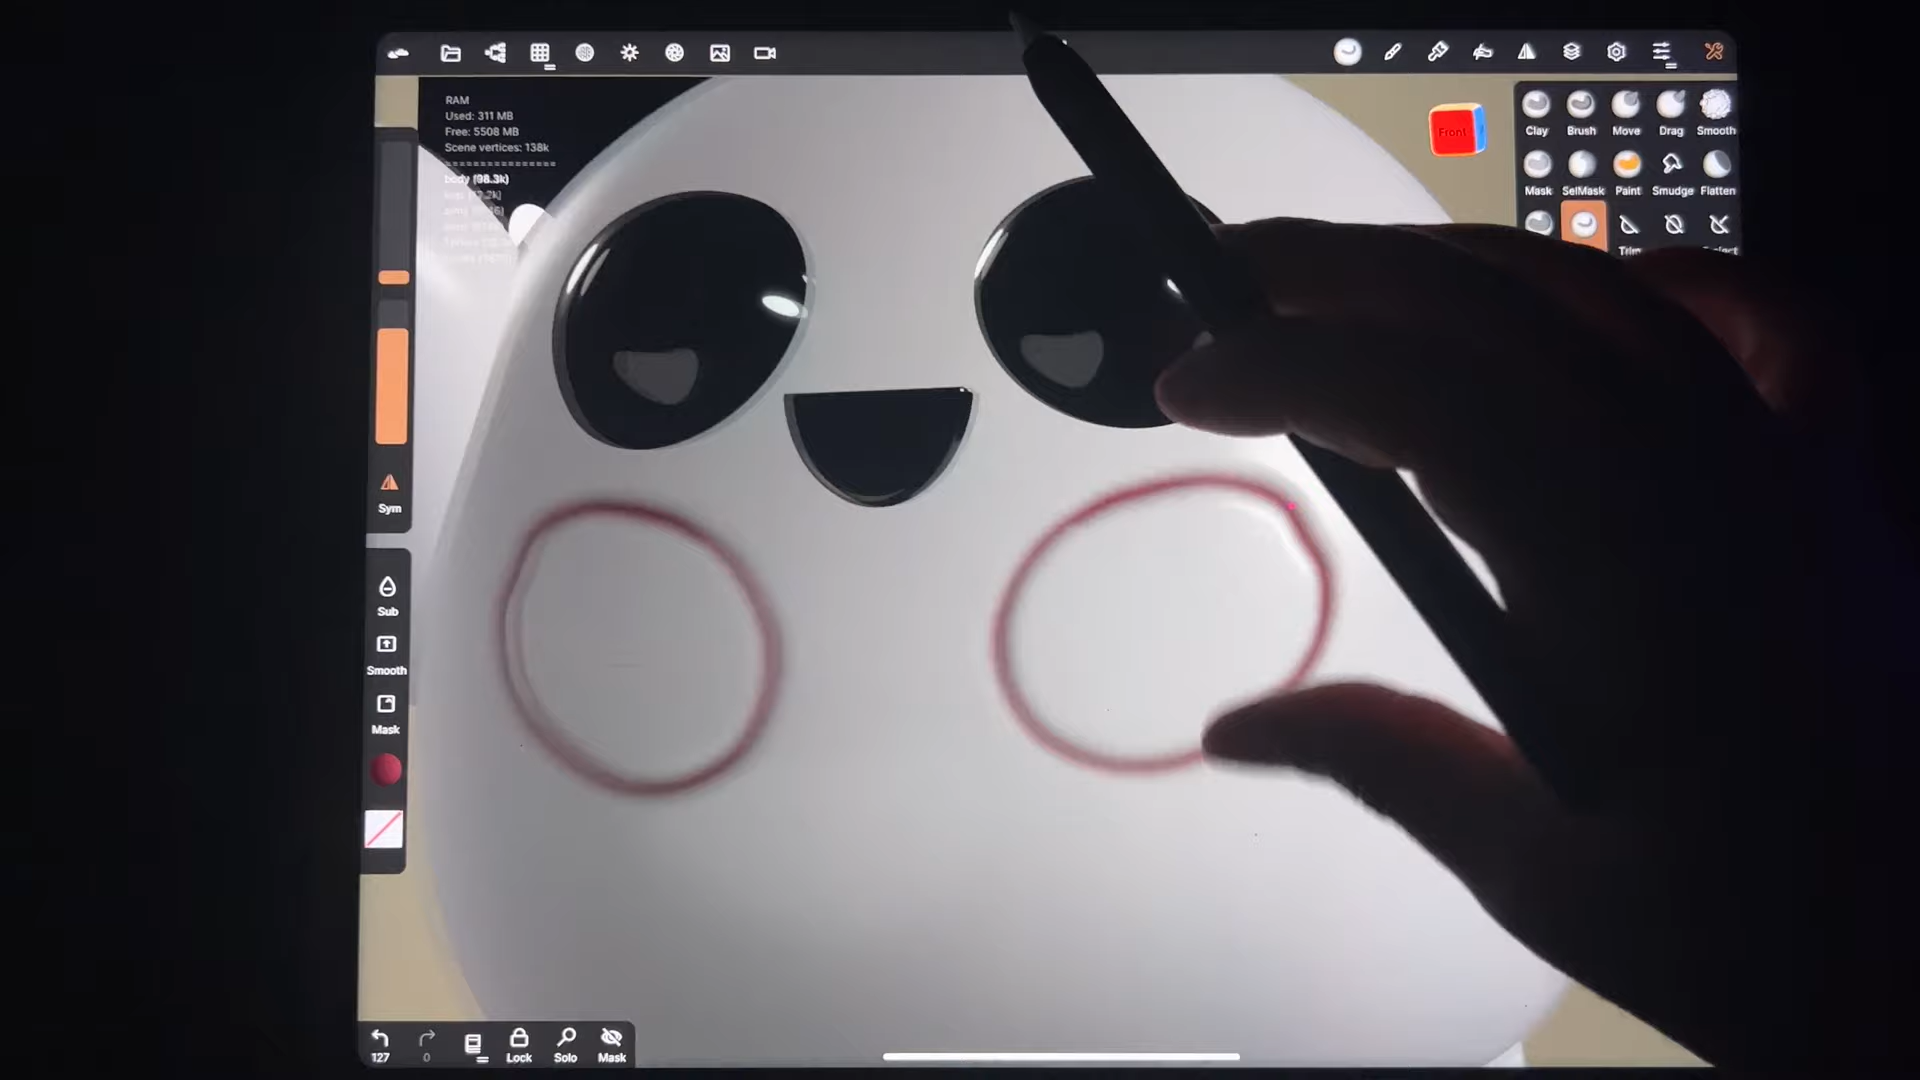 RAM
Used: 311 MB
Free: 5508 MB
Scene vertices: 138k
================
body (98.3k)
Front
Clay
Brush
Move
Drag
Smooth
Mask
SelMask
Paint
Smudge
Flatten
Trim
Sym
Sub
Smooth
Mask
127
0
Lock
Solo
Mask